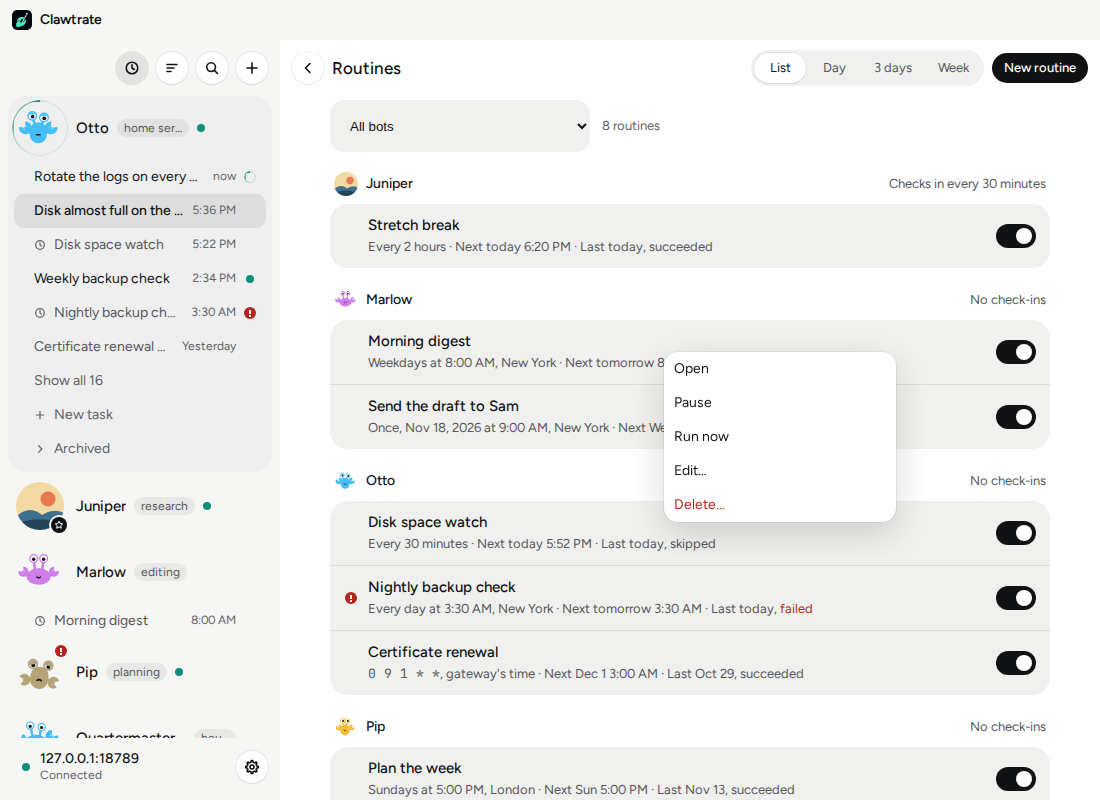 Clawtrate
Otto
home ser...
Rotate the logs on every ...
now
Disk almost full on the ...
5:36 PM
Disk space watch
5:22 PM
Weekly backup check
2:34 PM
Nightly backup ch...
3:30 AM
Certificate renewal ...
Yesterday
Show all 16
New task
Archived
Juniper
research
Marlow
editing
Morning digest
8:00 AM
Pip
planning
127.0.0.1:18789
Connected
Routines
List
Day
3 days
Week
New routine
All bots
8 routines
Juniper
Checks in every 30 minutes
Stretch break
Every 2 hours · Next today 6:20 PM · Last today, succeeded
Marlow
No check-ins
Morning digest
Weekdays at 8:00 AM, New York · Next tomorrow 8
Send the draft to Sam
Once, Nov 18, 2026 at 9:00 AM, New York · Next We
Open
Pause
Run now
Edit...
Delete...
Otto
No check-ins
Disk space watch
Every 30 minutes · Next today 5:52 PM · Last today, skipped
Nightly backup check
Every day at 3:30 AM, New York · Next tomorrow 3:30 AM · Last today, failed
Certificate renewal
0 9 1 * *, gateway's time · Next Dec 1 3:00 AM · Last Oct 29, succeeded
Pip
No check-ins
Plan the week
Sundays at 5:00 PM, London · Next Sun 5:00 PM · Last Nov 13, succeeded